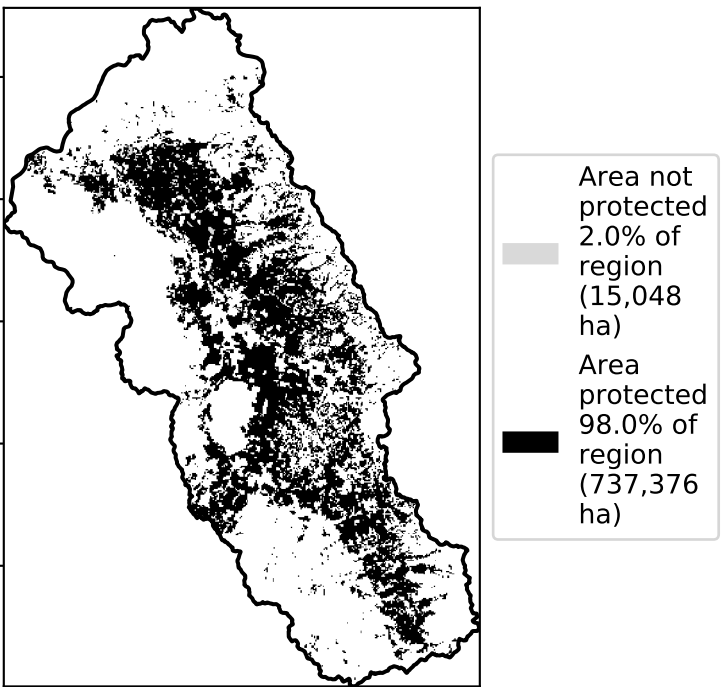 Area not
protected
2.0% of
region
(15,048
ha)
Area
protected
98.0% of
region
(737,376
ha)